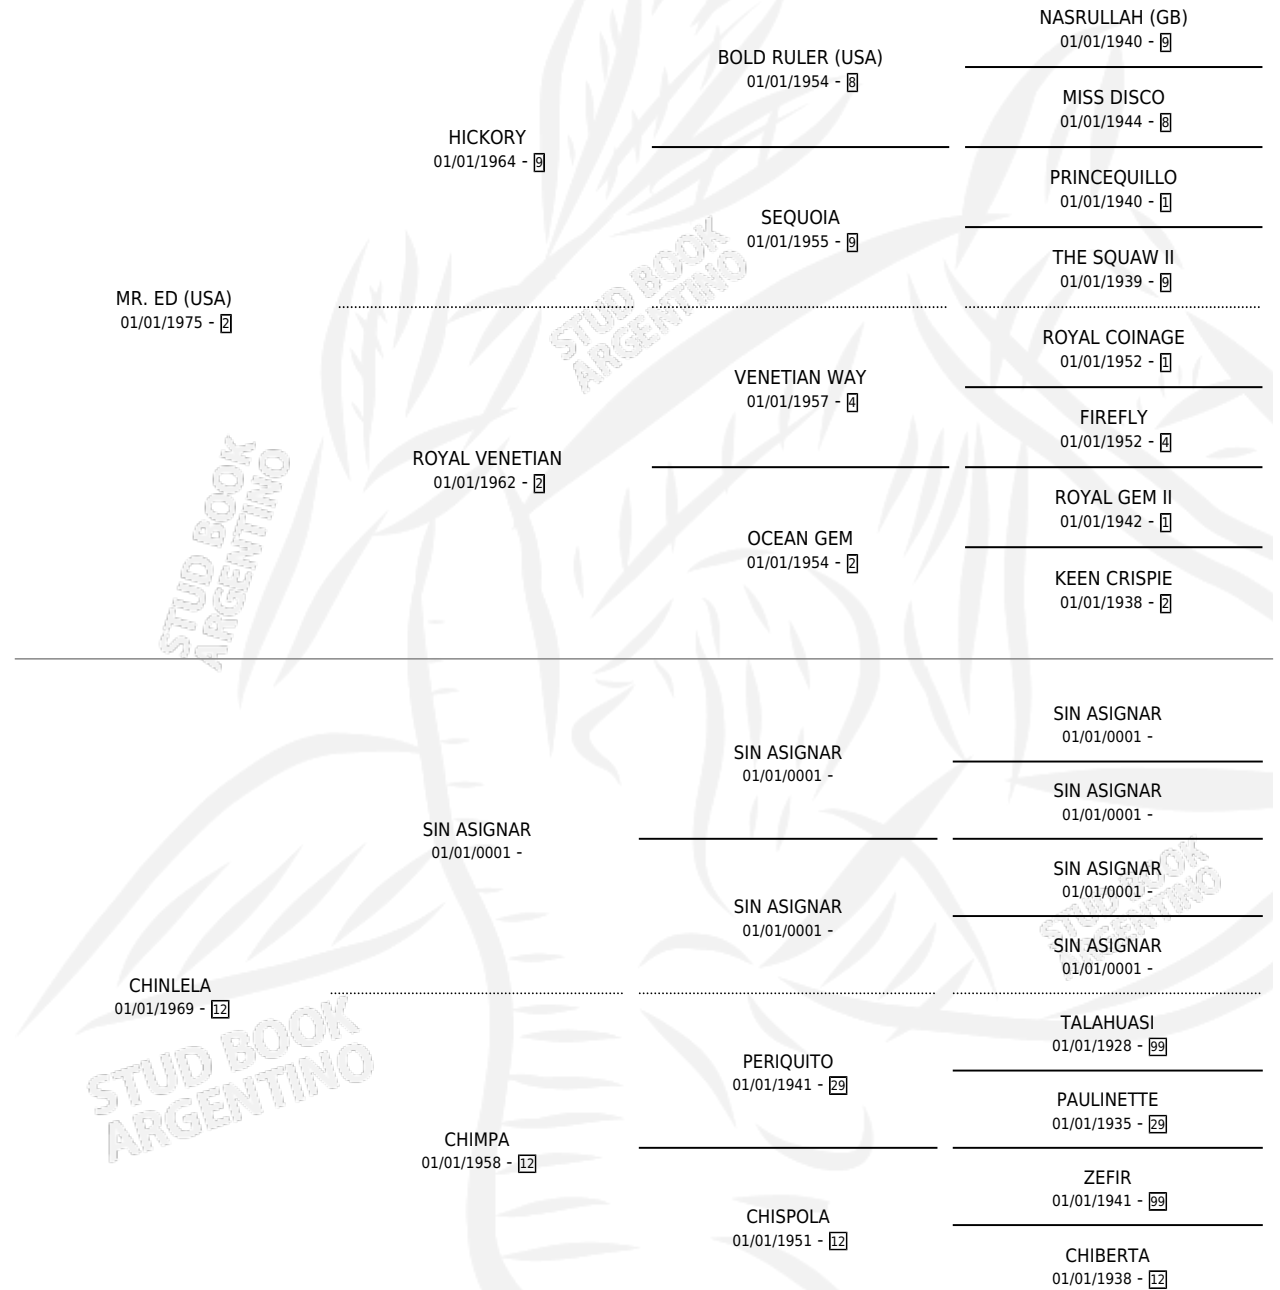 NASRULLAH (GB)
01/01/1940 - 9
BOLD RULER (USA)
01/01/1954 - 8
MISS DISCO
01/01/1944 - 8
HICKORY
01/01/1964 - 9
PRINCEQUILLO
01/01/1940 - 1
SEQUOIA
01/01/1955 - 9
THE SQUAW II
01/01/1939 - 9
MR. ED (USA)
01/01/1975 - 2
ROYAL COINAGE
01/01/1952 - 1
VENETIAN WAY
01/01/1957 - 4
FIREFLY
01/01/1952 - 4
ROYAL VENETIAN
01/01/1962 - 2
ROYAL GEM II
01/01/1942 - 1
OCEAN GEM
01/01/1954 - 2
KEEN CRISPIE
01/01/1938 - 2
SIN ASIGNAR
01/01/0001 -
SIN ASIGNAR
01/01/0001 -
SIN ASIGNAR
01/01/0001 -
SIN ASIGNAR
01/01/0001 -
SIN ASIGNAR
01/01/0001 -
SIN ASIGNAR
01/01/0001 -
SIN ASIGNAR
01/01/0001 -
CHINLELA
01/01/1969 - 12
TALAHUASI
01/01/1928 - 99
PERIQUITO
01/01/1941 - 29
PAULINETTE
01/01/1935 - 29
CHIMPA
01/01/1958 - 12
ZEFIR
01/01/1941 - 99
CHISPOLA
01/01/1951 - 12
CHIBERTA
01/01/1938 - 12
STUD BOOK
ARGENTINO
STUD BOOK
ARGENTINO
STUD BOOK
ARGENTINO
STUD BOOK
ARGENTINO